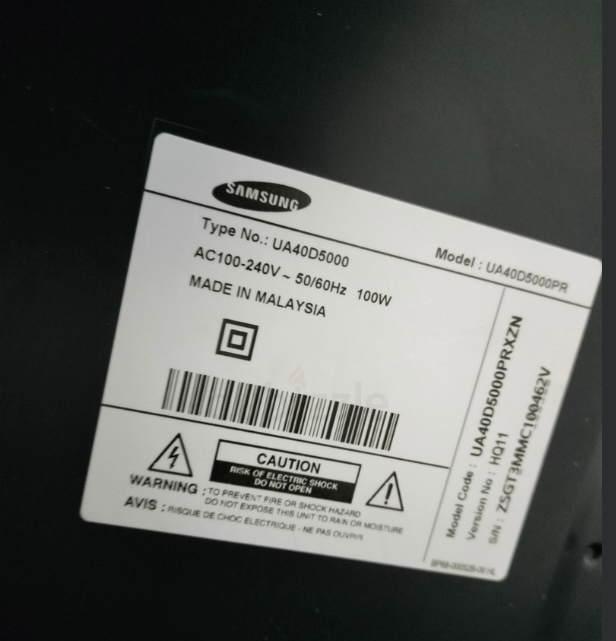 SAMSUNG
Type No.: UA40D5000
Model : UA40D5000PR
AC100-240V ~ 50/60Hz 100W
MADE IN MALAYSIA
CAUTION
RISK OF ELECTRIC SHOCK
DO NOT OPEN
WARNING : TO PREVENT FIRE OR SHOCK HAZARD
DO NOT EXPOSE THIS UNIT TO RAIN OR MOISTURE
AVIS : RISQUE DE CHOC ELECTRIQUE - NE PAS OUVRIR
Model Code : UA40D5000PRXZN
Version No : HQ11
S/N : ZSGT3MMC100462V